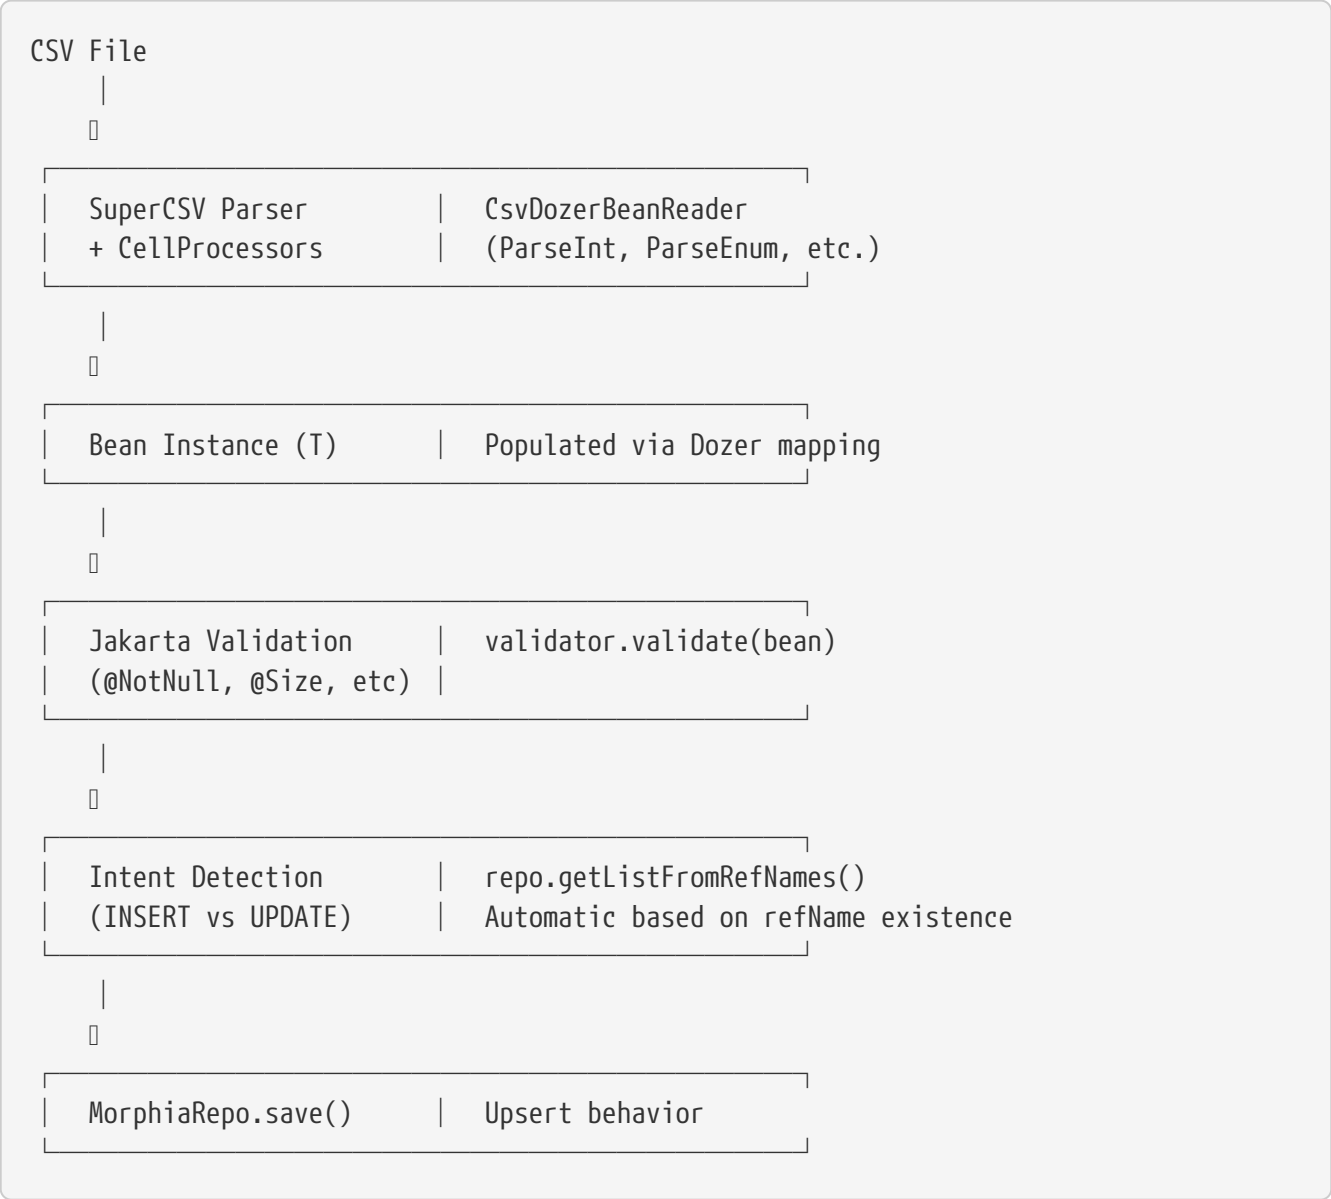 CSV File
SuperCSV Parser │ CsvDozerBeanReader
+ CellProcessors │ (ParseInt, ParseEnum, etc.)
Bean Instance (T) │ Populated via Dozer mapping
Jakarta Validation │ validator.validate(bean)
(@NotNull, @Size, etc) │
Intent Detection │ repo.getListFromRefNames()
(INSERT vs UPDATE) │ Automatic based on refName existence
MorphiaRepo.save() │ Upsert behavior